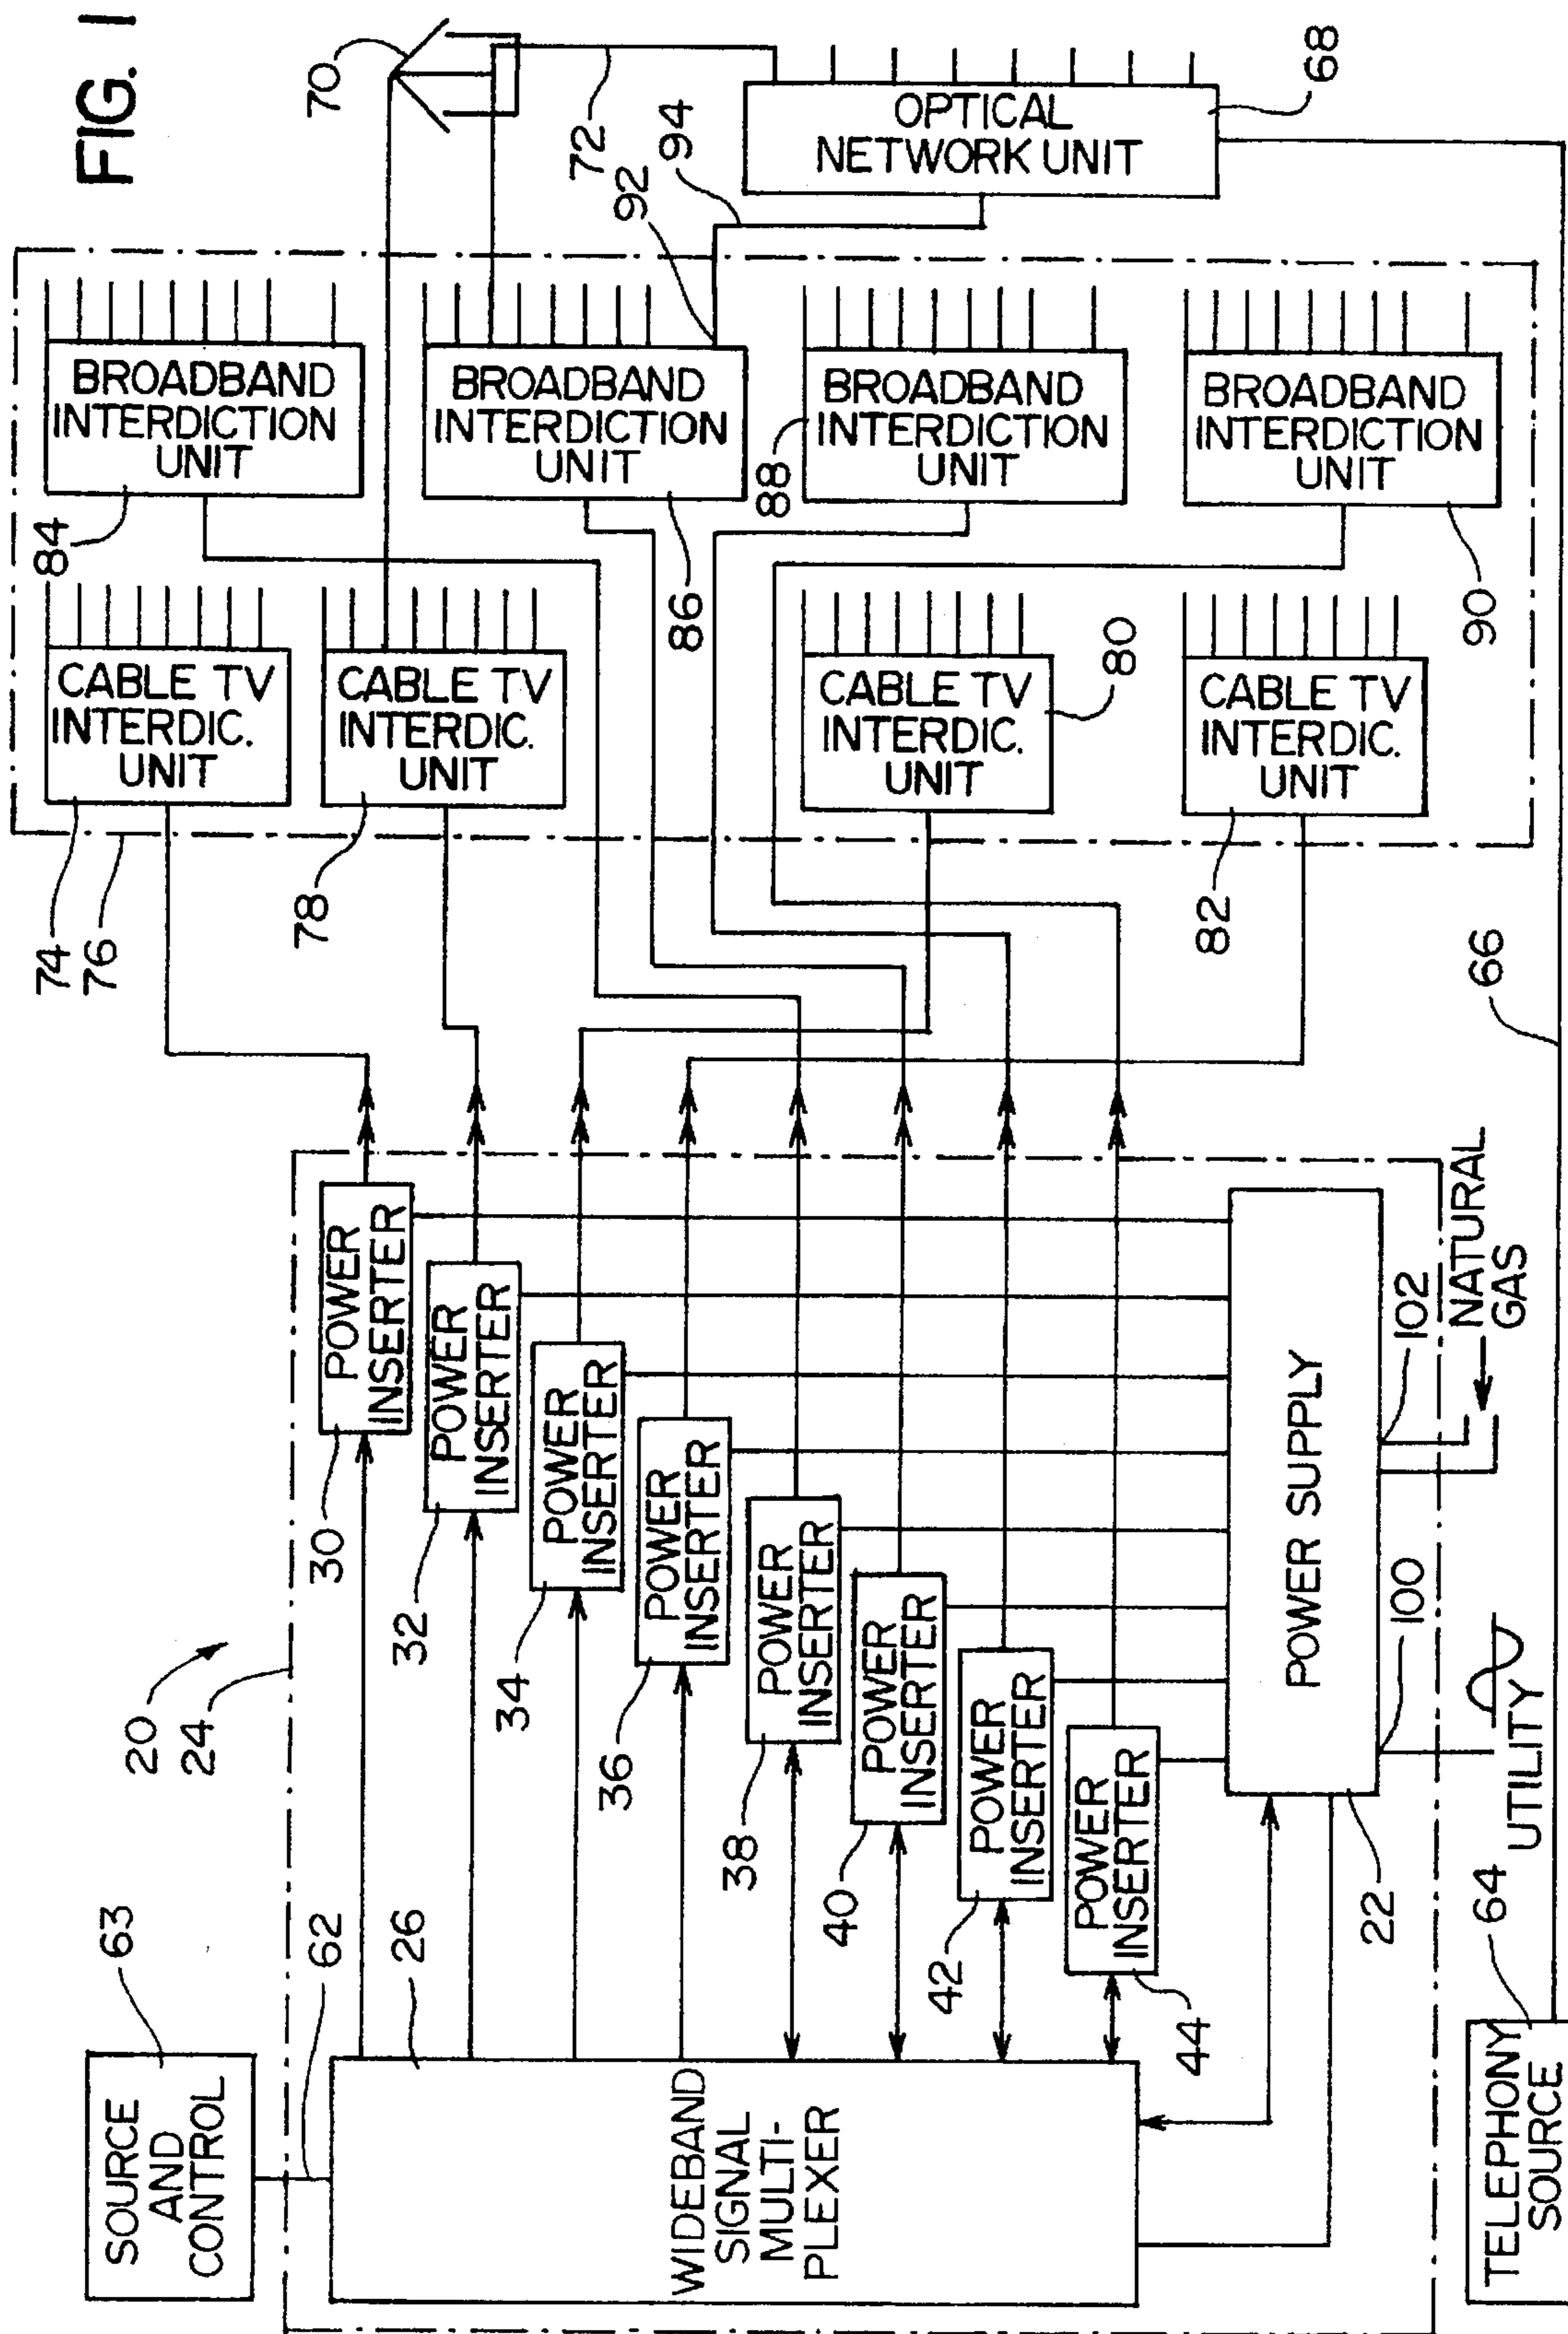 FIG. 1
20
24
63
SOURCE
AND
CONTROL
62
26
WIDEBAND
SIGNAL
MULTI-
PLEXER
30
POWER
INSERTER
32
POWER
INSERTER
34
POWER
INSERTER
36
POWER
INSERTER
38
POWER
INSERTER
40
POWER
INSERTER
42
POWER
INSERTER
44
POWER
INSERTER
POWER SUPPLY
22
100
UTILITY
102
NATURAL
GAS
64
TELEPHONY
SOURCE
66
74
76
CABLE TV
INTERDIC.
UNIT
78
CABLE TV
INTERDIC.
UNIT
80
CABLE TV
INTERDIC.
UNIT
82
CABLE TV
INTERDIC.
UNIT
84
BROADBAND
INTERDICTION
UNIT
86
BROADBAND
INTERDICTION
UNIT
88
BROADBAND
INTERDICTION
UNIT
90
BROADBAND
INTERDICTION
UNIT
70
72
92
94
OPTICAL
NETWORK UNIT
68